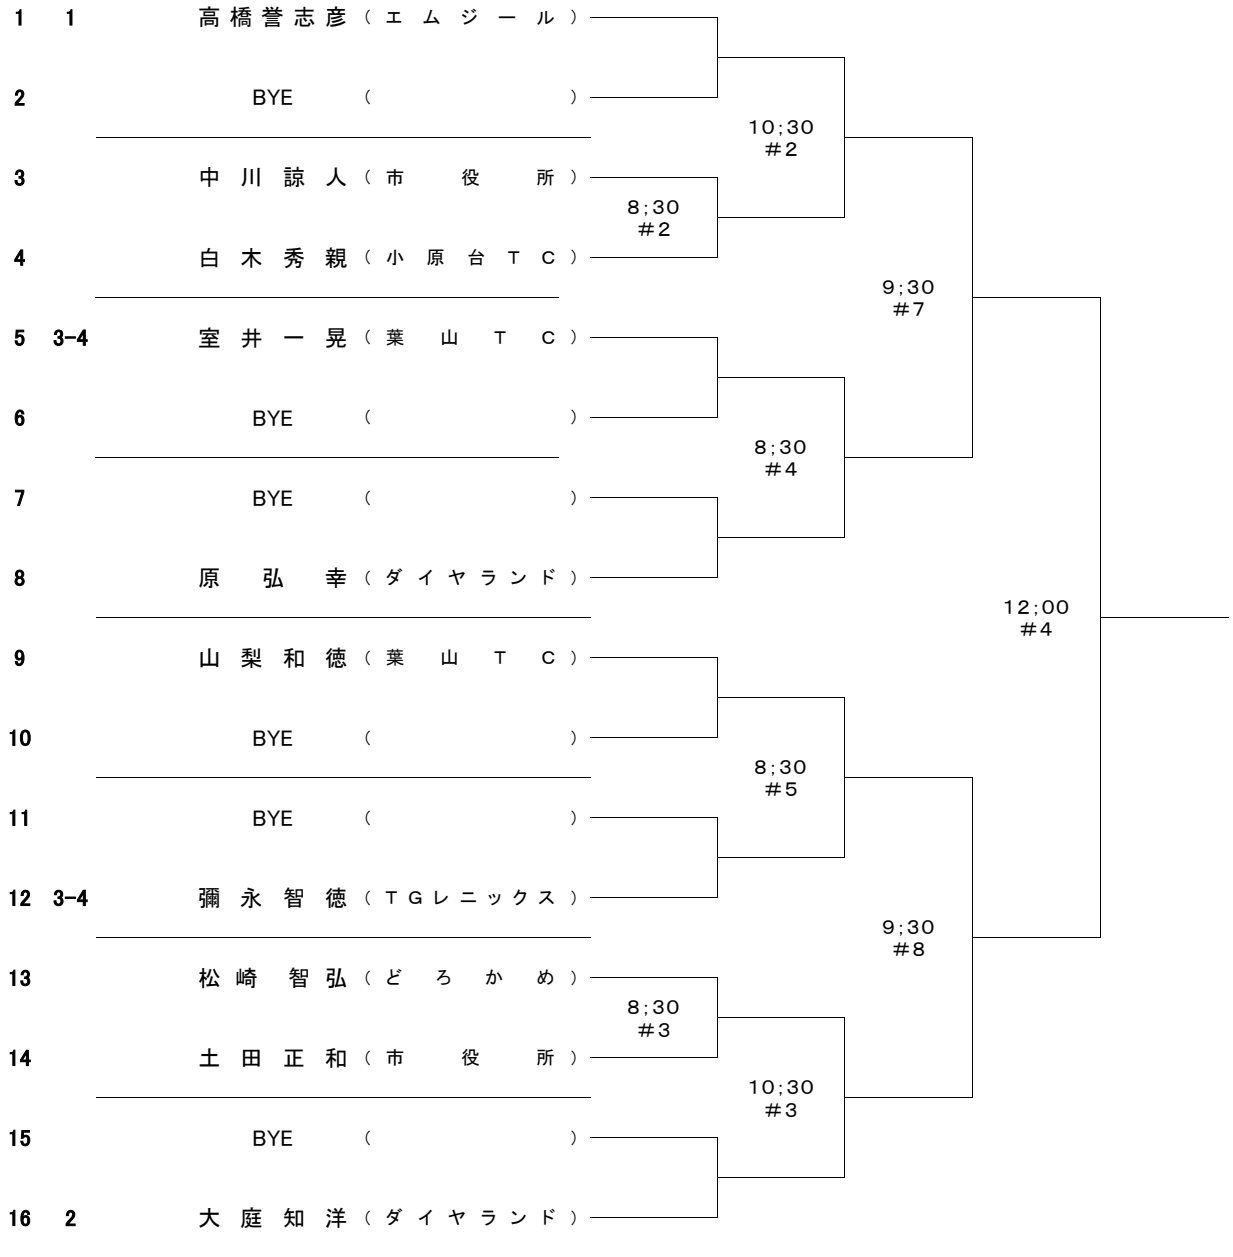 1 1 高橋誉志彦 （エムジール）
2 BYE （ ）
10;30
#2
3 中川諒人 （市役所）
8;30
#2
4 白木秀親 （小原台TC）
9;30
#7
5 3-4 室井一晃 （葉山TC）
6 BYE （ ）
8;30
#4
7 BYE （ ）
8 原弘幸 （ダイヤランド）
12;00
#4
9 山梨和徳 （葉山TC）
10 BYE （ ）
8;30
#5
11 BYE （ ）
12 3-4 彌永智徳 （TGレニックス）
9;30
#8
13 松崎 智弘 （どろかめ）
8;30
#3
14 土田正和 （市役所）
10;30
#3
15 BYE （ ）
16 2 大庭知洋 （ダイヤランド）